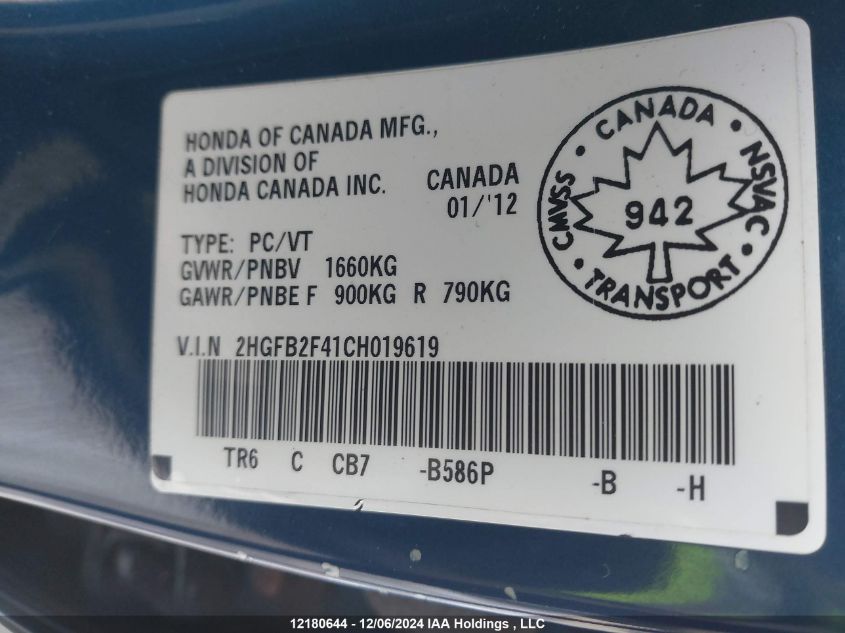 HONDA OF CANADA MFG.,
A DIVISION OF
HONDA CANADA INC. CANADA
01/'12
TYPE: PC/VT
GVWR/PNBV 1660KG
GAWR/PNBE F 900KG R 790KG
V.I.N 2HGFB2F41CH019619
TR6 C CB7 -B586P -B -H
CANADA • NSVAC • TRANSPORT • CMVSS •
942
12180644 - 12/06/2024 IAA Holdings , LLC